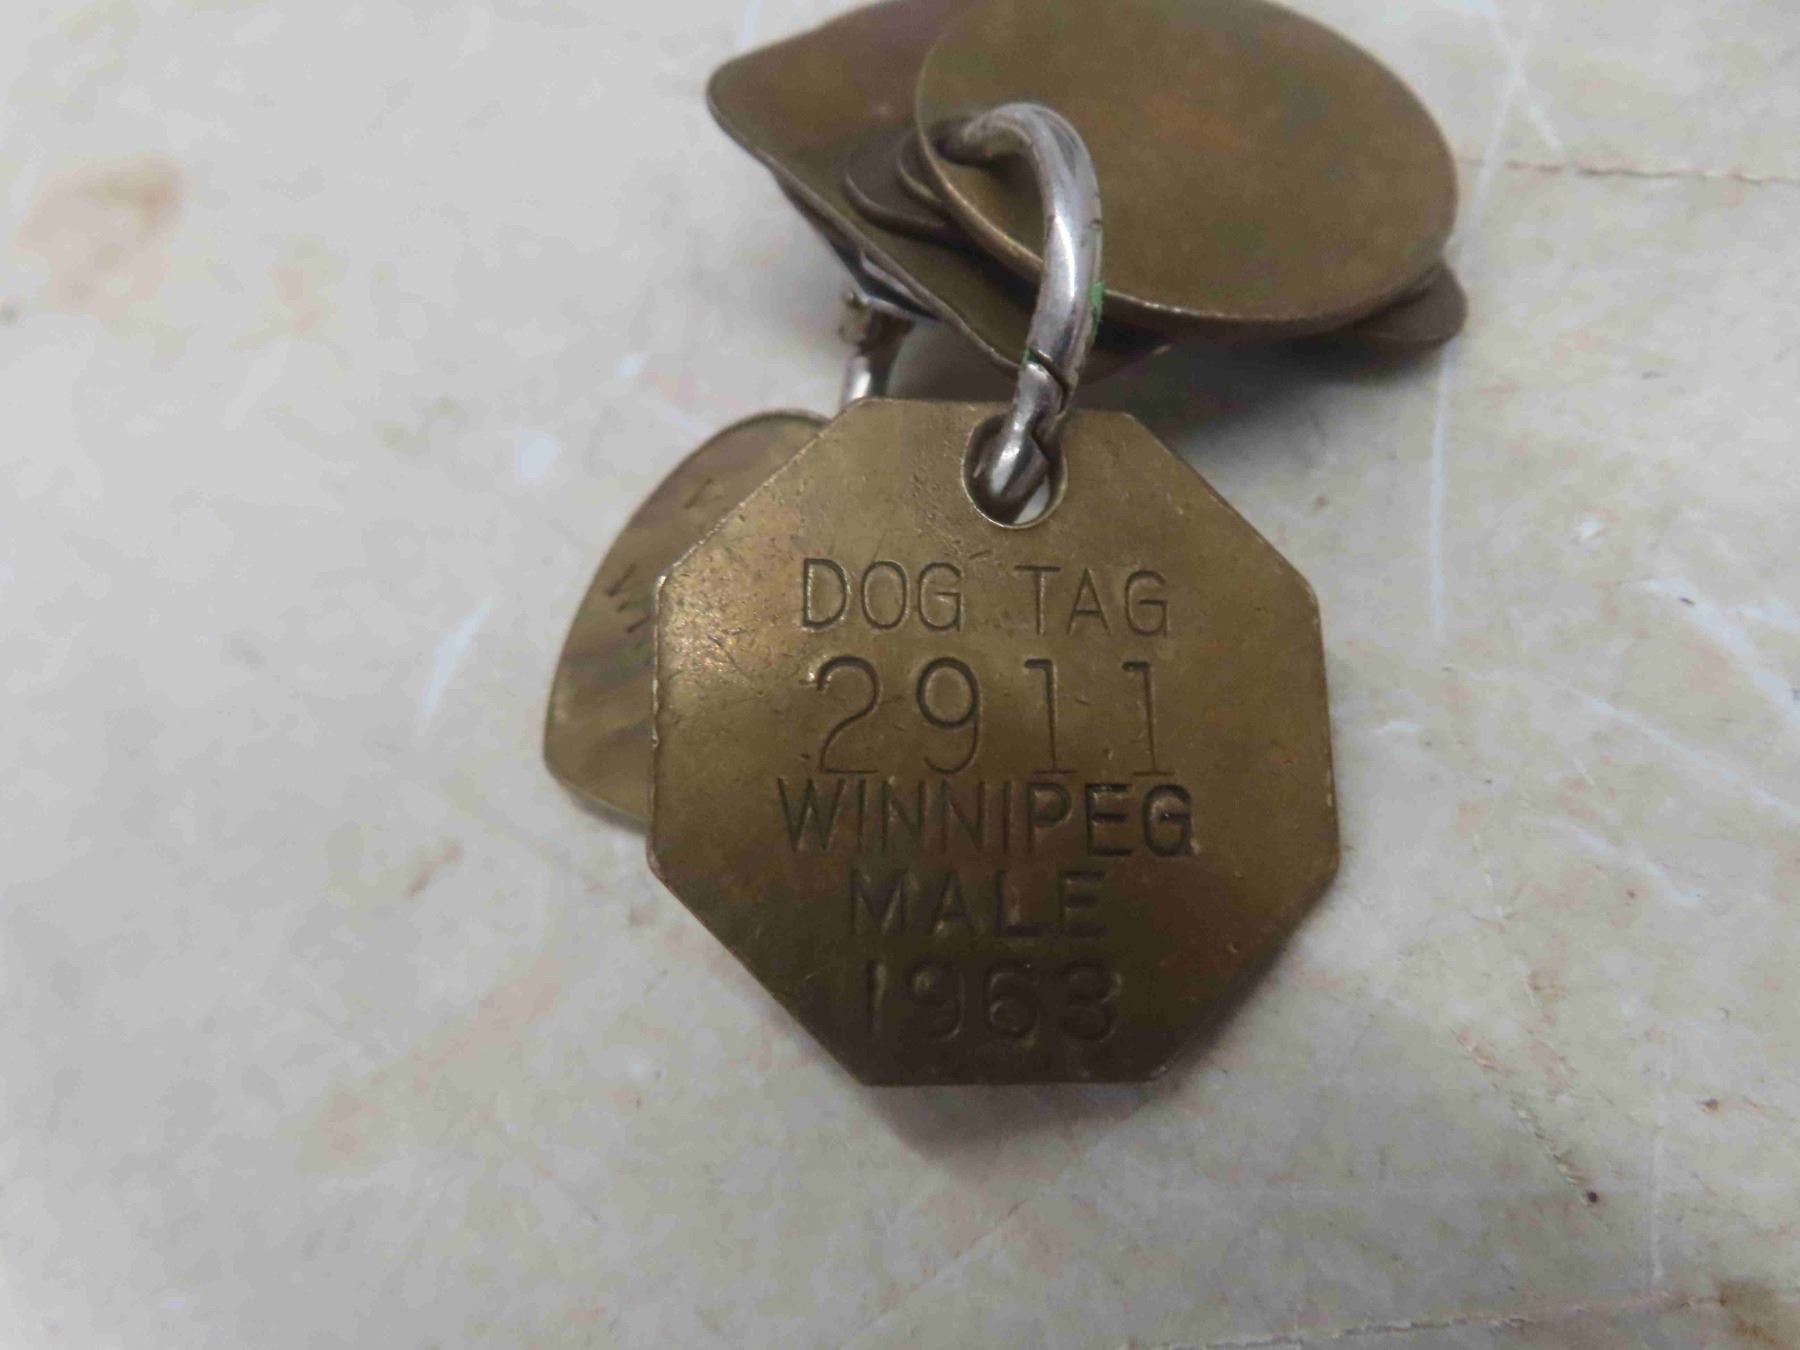 DOG TAG
2911
WINNIPEG
MALE
1963